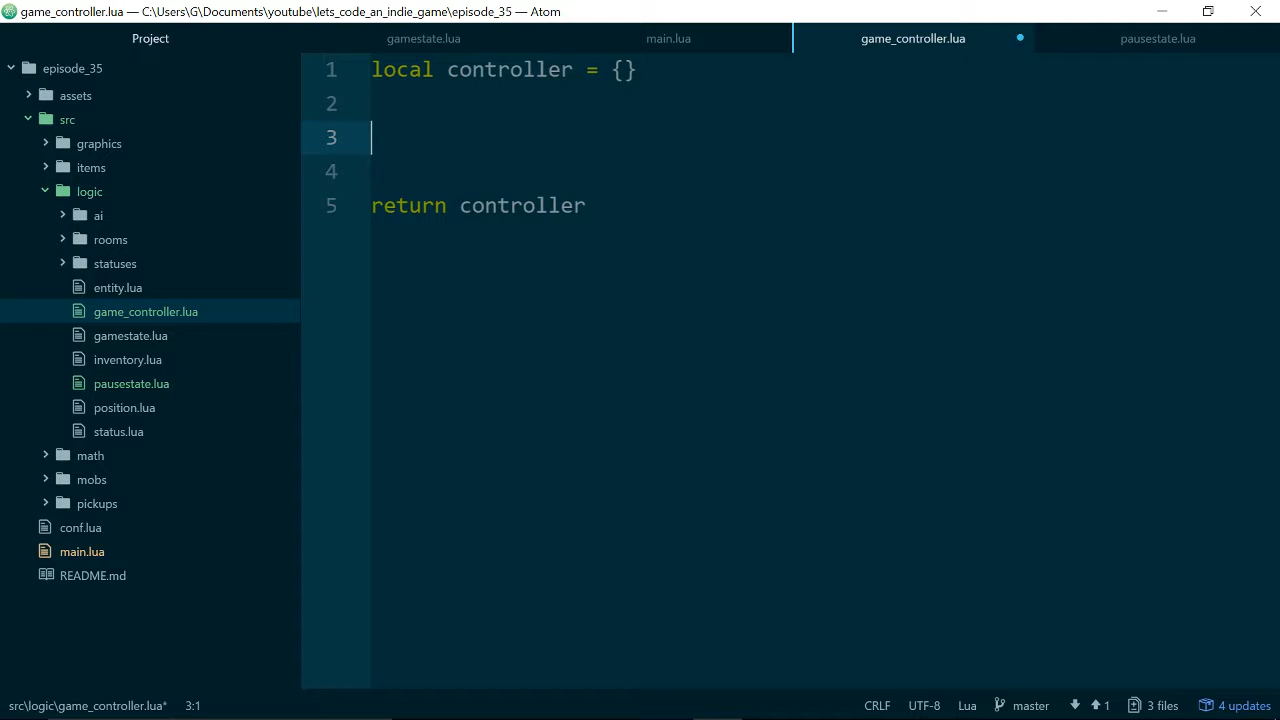 game_controller.lua — C:\Users\G\Documents\youtube\lets_code_an_indie_game\episode_35 — Atom
Project
gamestate.lua
main.lua
game_controller.lua
pausestate.lua
episode_35
assets
src
graphics
items
logic
ai
rooms
statuses
entity.lua
game_controller.lua
gamestate.lua
inventory.lua
pausestate.lua
position.lua
status.lua
math
mobs
pickups
conf.lua
main.lua
README.md
1 local controller = {}
2
3
4
5 return controller
src\logic\game_controller.lua* 3:1
CRLF UTF-8 Lua master 1 3 files 4 updates